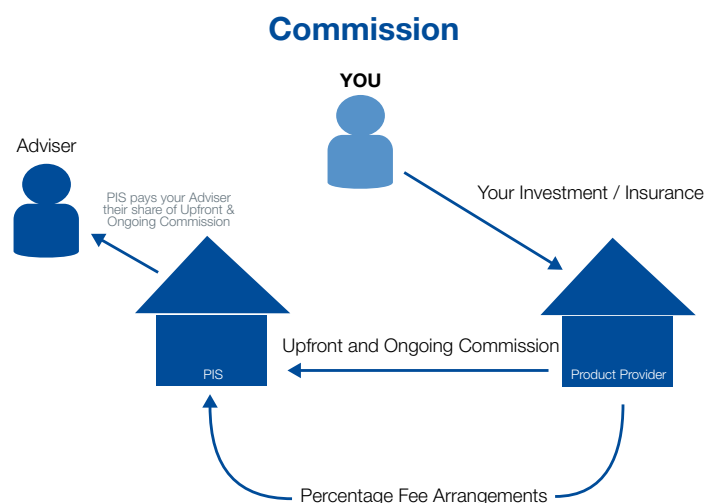 Commission
YOU
Adviser
PIS pays your Adviser
their share of Upfront &
Ongoing Commission
Your Investment / Insurance
Upfront and Ongoing Commission
PIS
Product Provider
Percentage Fee Arrangements